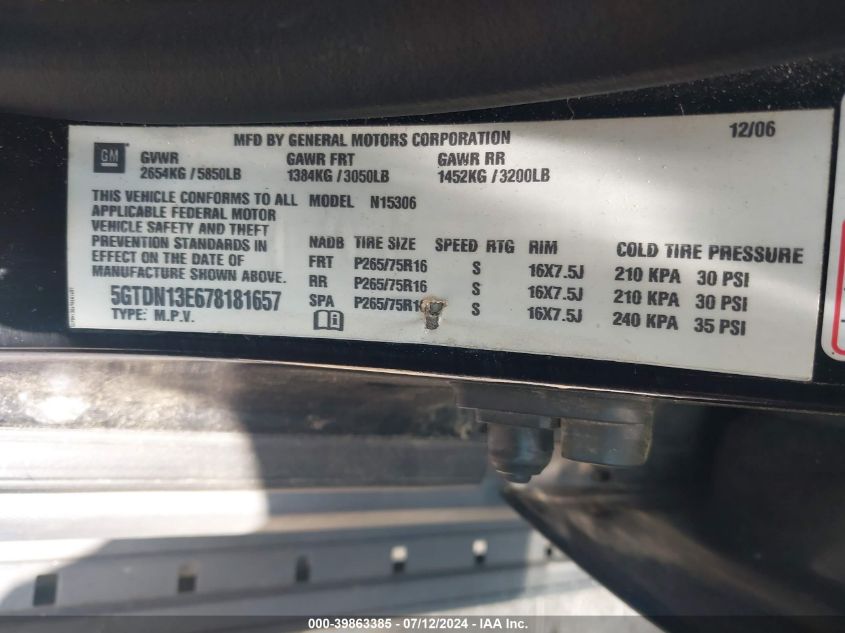 MFD BY GENERAL MOTORS CORPORATION 12/06
GM
GVWR GAWR FRT GAWR RR
2654KG / 5850LB 1384KG / 3050LB 1452KG / 3200LB
THIS VEHICLE CONFORMS TO ALL
APPLICABLE FEDERAL MOTOR
VEHICLE SAFETY AND THEFT
PREVENTION STANDARDS IN
EFFECT ON THE DATE OF
MANUFACTURE SHOWN ABOVE.
5GTDN13E678181657
TYPE: M.P.V.
MODEL N15306
NADB TIRE SIZE SPEED RTG RIM COLD TIRE PRESSURE
FRT P265/75R16 S 16X7.5J 210 KPA 30 PSI
RR P265/75R16 S 16X7.5J 210 KPA 30 PSI
SPA S 16X7.5J 240 KPA 35 PSI
000-39863385 - 07/12/2024 - IAA Inc.